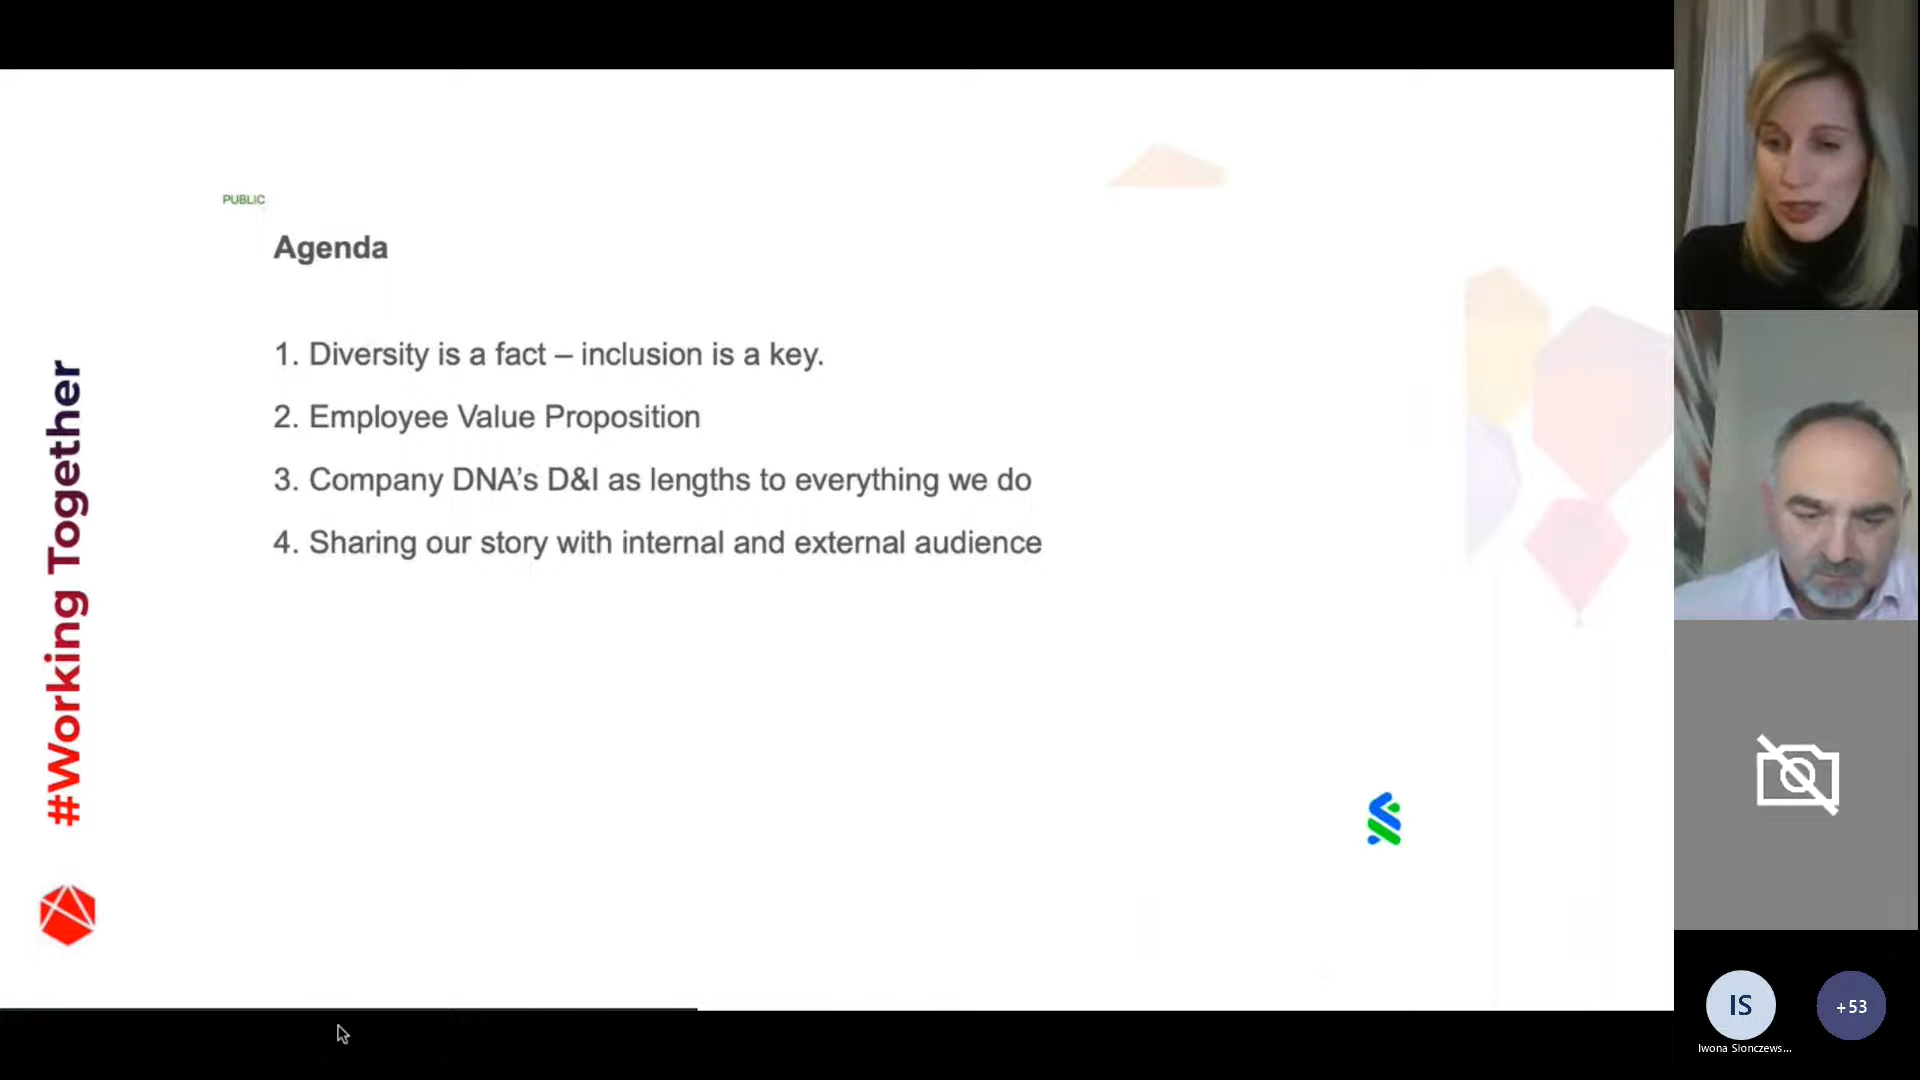 PUBLIC
Agenda
1. Diversity is a fact – inclusion is a key.
2. Employee Value Proposition
3. Company DNA’s D&I as lengths to everything we do
4. Sharing our story with internal and external audience
#Working Together
IS
+53
Iwona Sionczews...